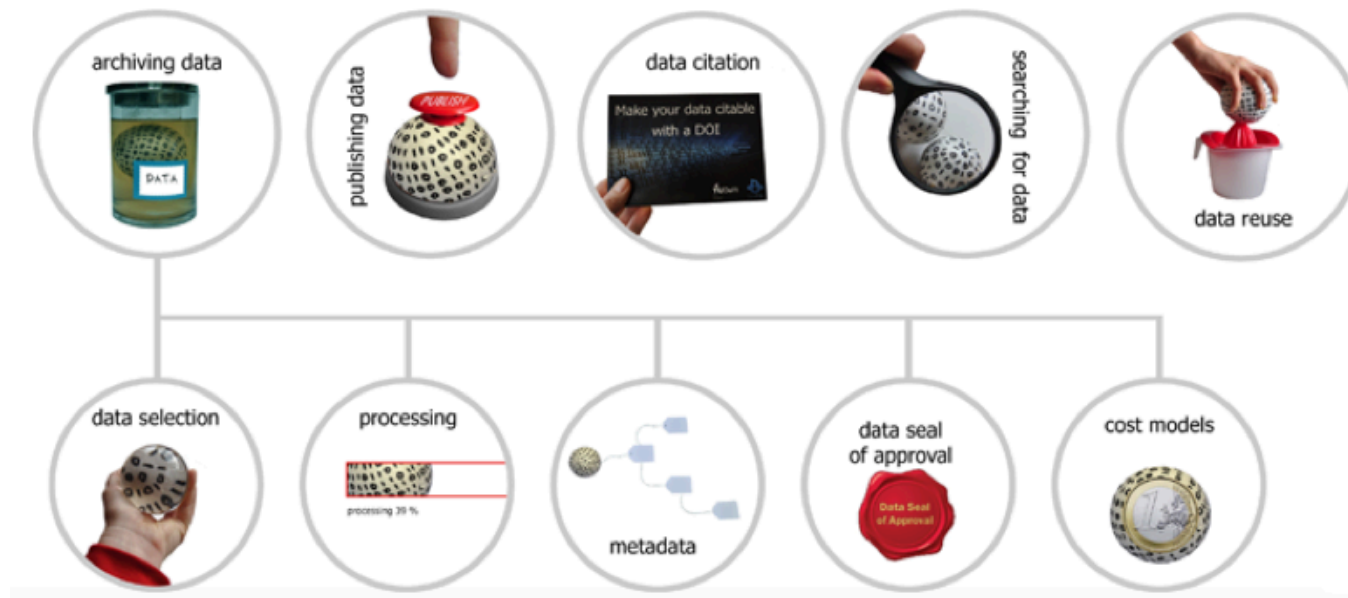 archiving data
DATA
publishing data
PUBLISH
data citation
Make your data citable
with a DOI
searching for data
data reuse
data selection
processing
processing 39 %
metadata
data seal
of approval
Data Seal
of Approval
cost models
1